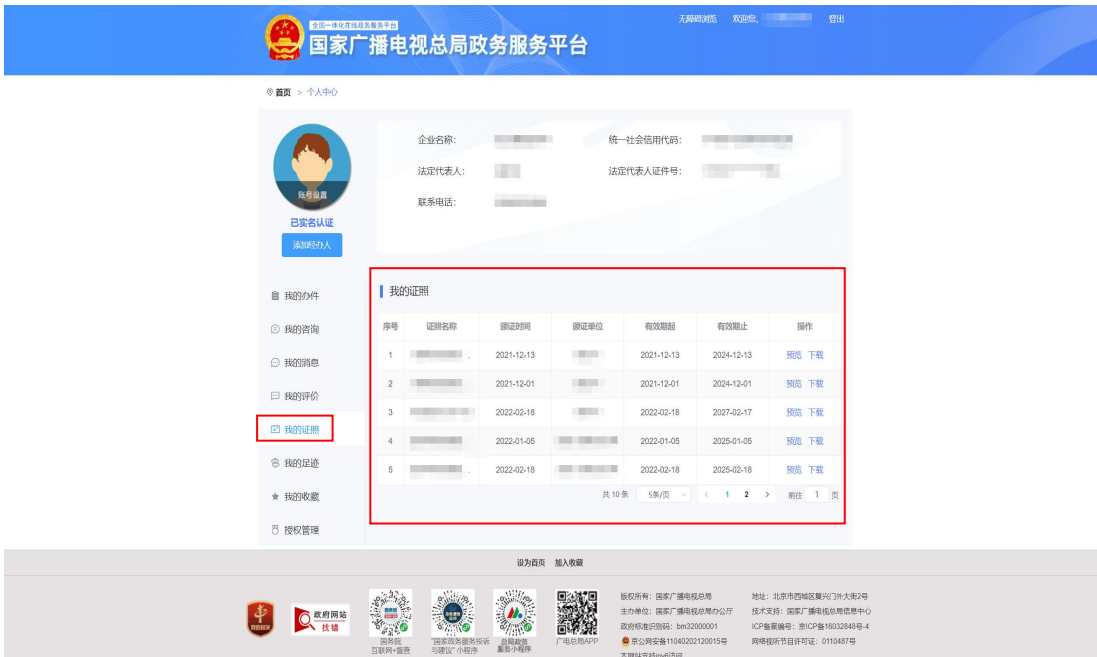 全国一体化在线政务服务平台
国家广播电视总局政务服务平台
无障碍浏览 欢迎您, 登出
首页 > 个人中心
企业名称: 统一社会信用代码:
法定代表人: 法定代表人证件号:
联系电话:
账号设置
已实名认证
添加经办人
我的办件
我的咨询
我的消息
我的评价
我的证照
我的足迹
我的收藏
授权管理
我的证照
序号 证照名称 颁证时间 颁证单位 有效期起 有效期止 操作
1 2021-12-13 2021-12-13 2024-12-13 预览 下载
2 2021-12-01 2021-12-01 2024-12-01 预览 下载
3 2022-02-18 2022-02-18 2027-02-17 预览 下载
4 2022-01-05 2022-01-05 2025-01-05 预览 下载
5 2022-02-18 2022-02-18 2025-02-18 预览 下载
共 10 条 5条/页 < 1 2 > 前往 1 页
设为首页 加入收藏
党政机关
政府网站
找错
国务院
互联网+督查
"国家政务服务投诉
与建议"小程序
总局政务
服务小程序
广电总局APP
版权所有：国家广播电视总局
主办单位：国家广播电视总局办公厅
政府标准识别码：bm32000001
京公网安备11040202120015号
本网站支持ipv6访问
地址：北京市西城区复兴门外大街2号
技术支持：国家广播电视总局信息中心
ICP备案编号：京ICP备16032848号-4
网络视听节目许可证：0110487号